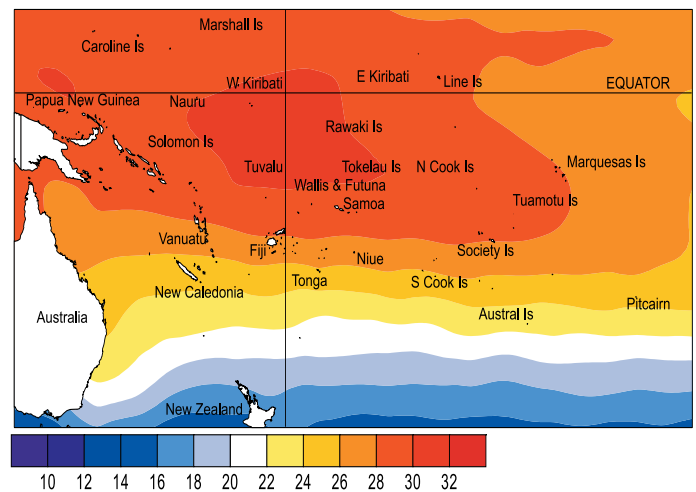 Marshall Is
Caroline Is
W Kiribati
E Kiribati
Line Is
EQUATOR
Papua New Guinea
Nauru
Rawaki Is
Solomon Is
Tuvalu
Tokelau Is
N Cook Is
Marquesas Is
Wallis & Futuna
Samoa
Tuamotu Is
Vanuatu
Fiji
Niue
Society Is
New Caledonia
Tonga
S Cook Is
Pitcairn
Australia
Austral Is
New Zealand
10 12 14 16 18 20 22 24 26 28 30 32